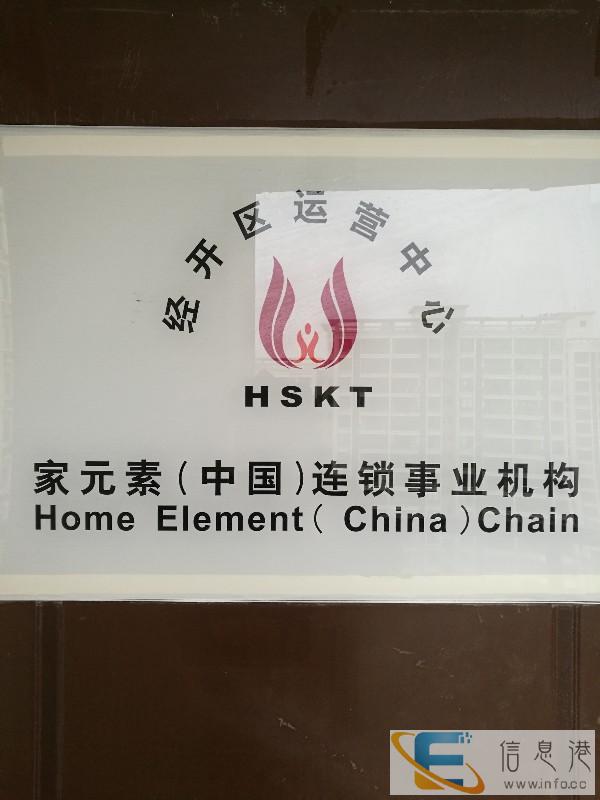 经开区运营中心
HSKT
家元素(中国)连锁事业机构
Home Element( China )Chain
信息港
www.info.cc